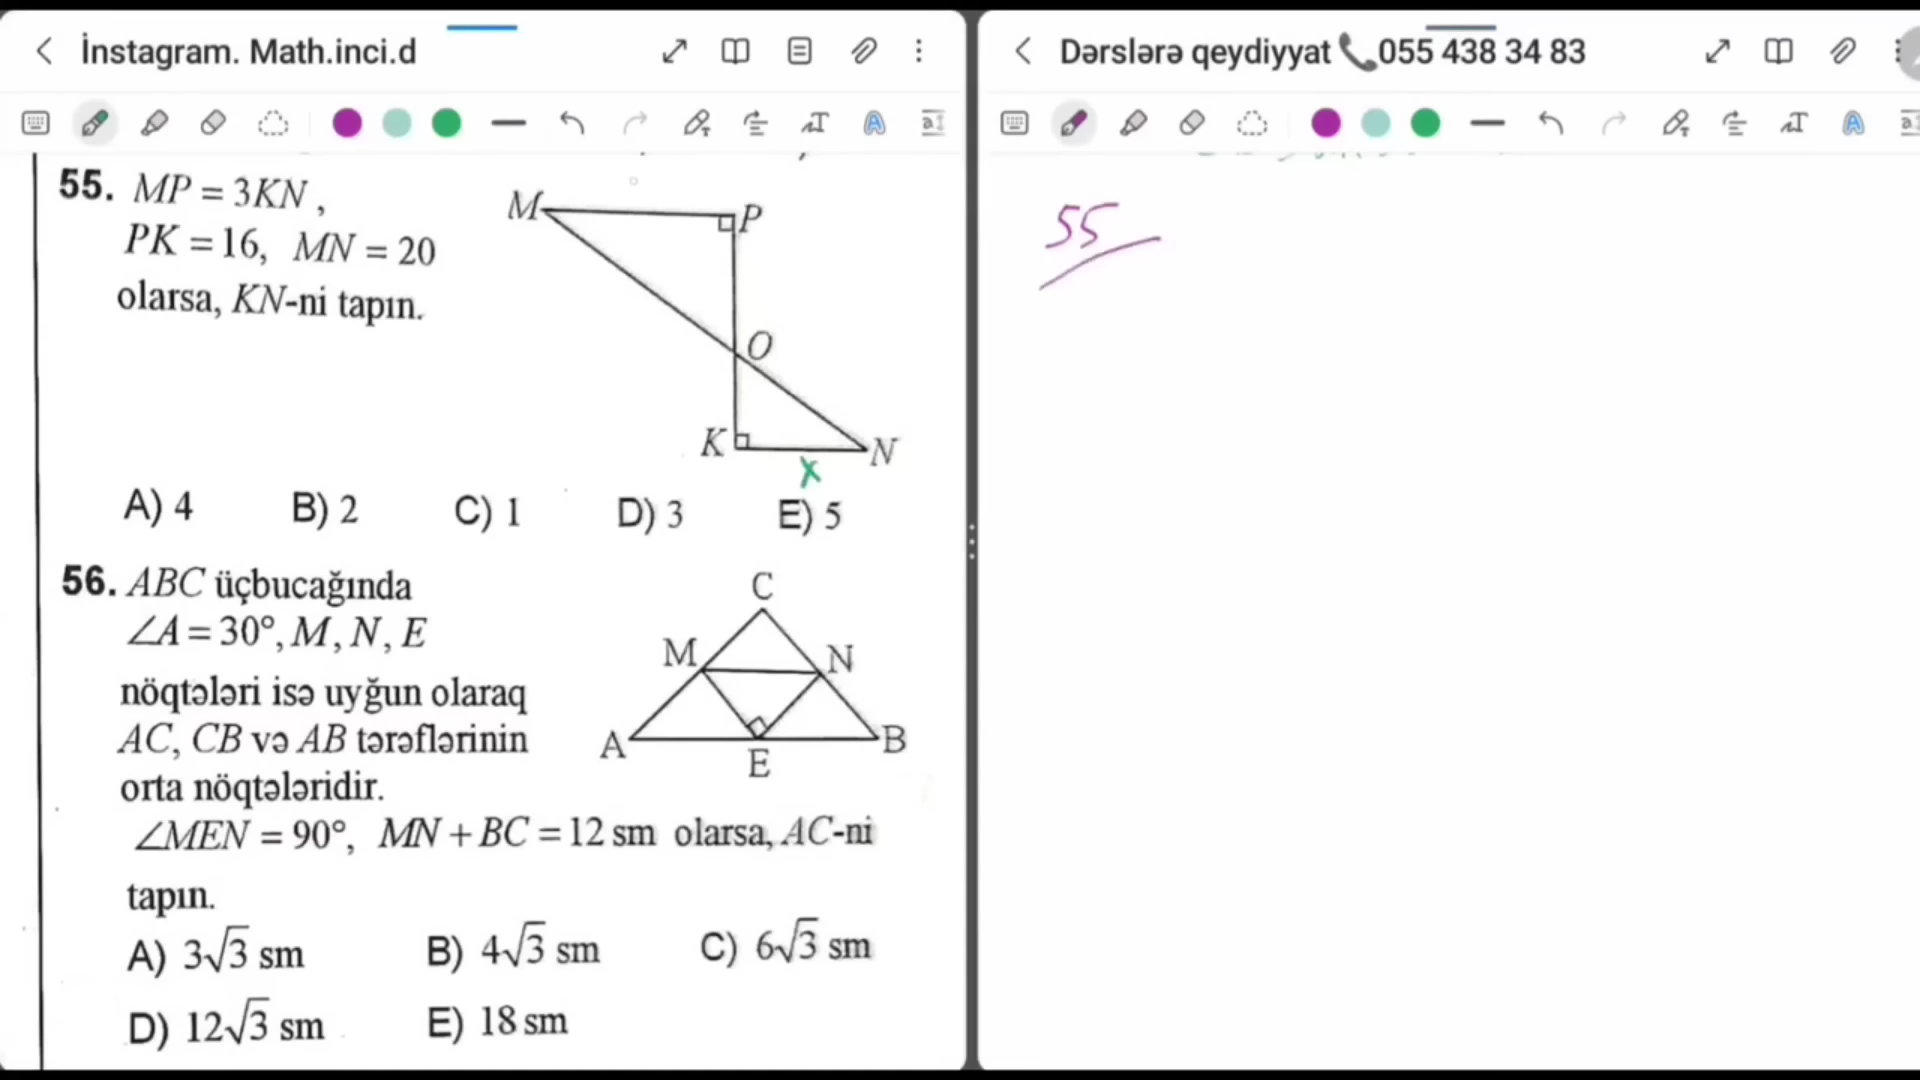 İnstagram. Math.inci.d
55. MP = 3KN,
PK = 16, MN = 20
olarsa, KN-ni tapın.
M
P
O
K
N
x
A) 4 B) 2 C) 1 D) 3 E) 5
56. ABC üçbucağında
∠A = 30°, M, N, E
nöqtələri isə uyğun olaraq
AC, CB və AB tərəflərinin
orta nöqtələridir.
∠MEN = 90°, MN + BC = 12 sm olarsa, AC-ni
tapın.
C
M
N
A
E
B
A) 3√3 sm B) 4√3 sm C) 6√3 sm
D) 12√3 sm E) 18 sm
Dərslərə qeydiyyat 📞055 438 34 83
55